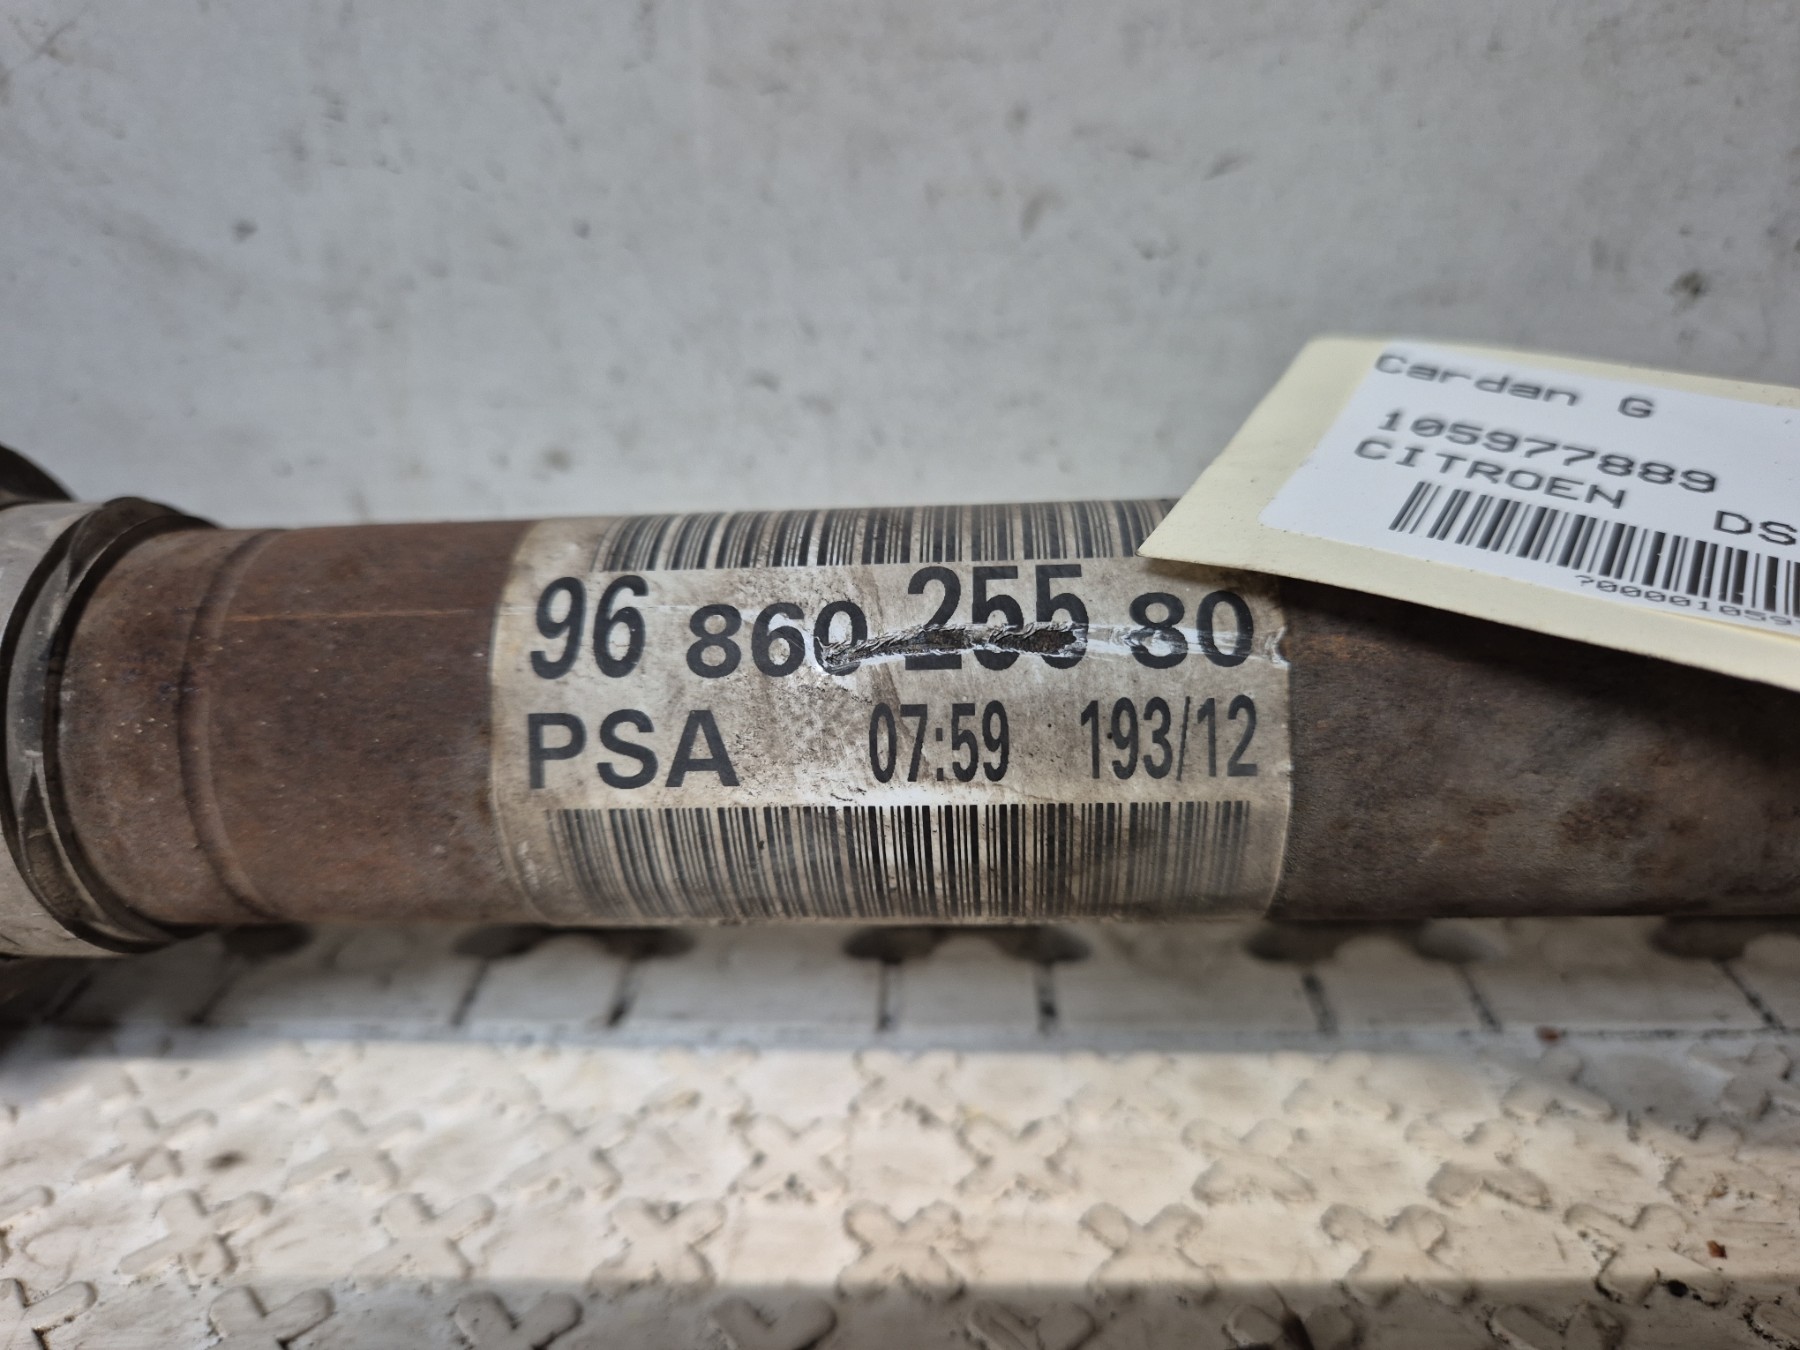 Cardan G
105977889
CITROEN DS
96 860 255 80
PSA 07:59 193/12